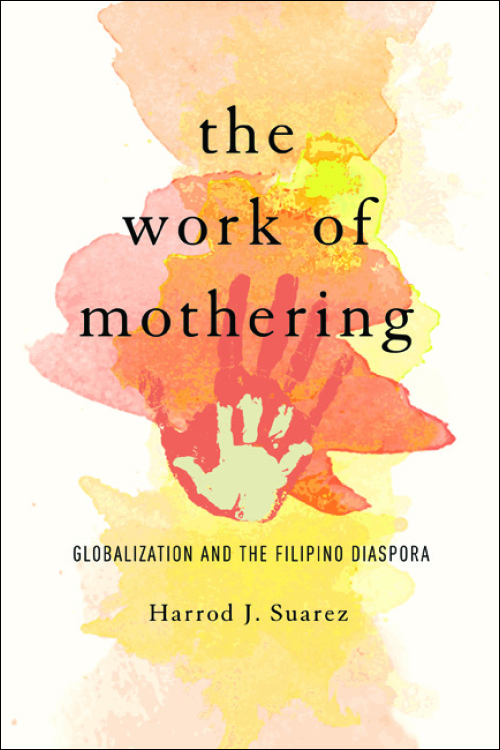 the
work of
mothering
GLOBALIZATION AND THE FILIPINO DIASPORA
Harrod J. Suarez